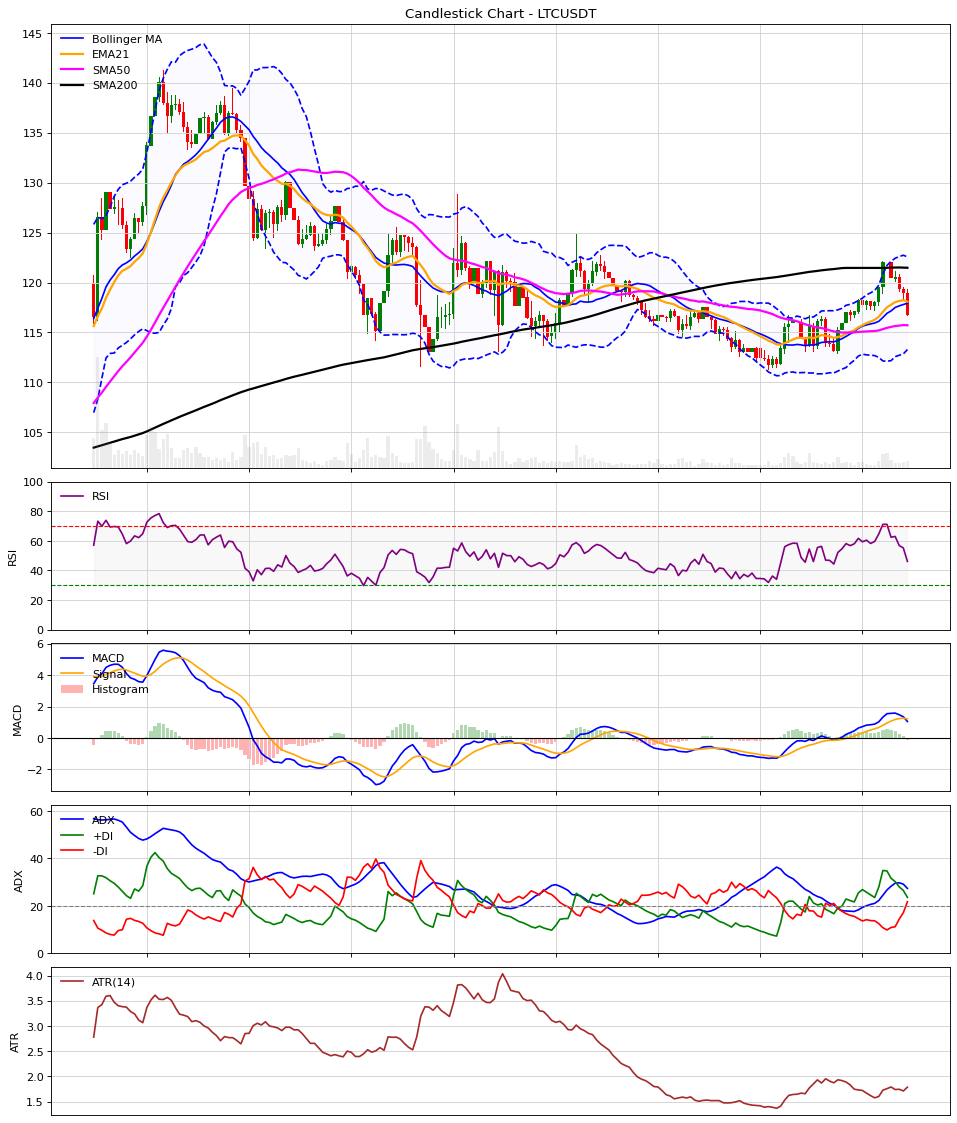 Candlestick Chart - LTCUSDT
145
140
135
130
125
120
115
110
105
Bollinger MA
EMA21
SMA50
SMA200
100
80
60
40
20
0
RSI
RSI
6
4
2
0
−2
MACD
MACD
Signal
Histogram
60
40
20
0
ADX
ADX
+DI
-DI
4.0
3.5
3.0
2.5
2.0
1.5
ATR
ATR(14)